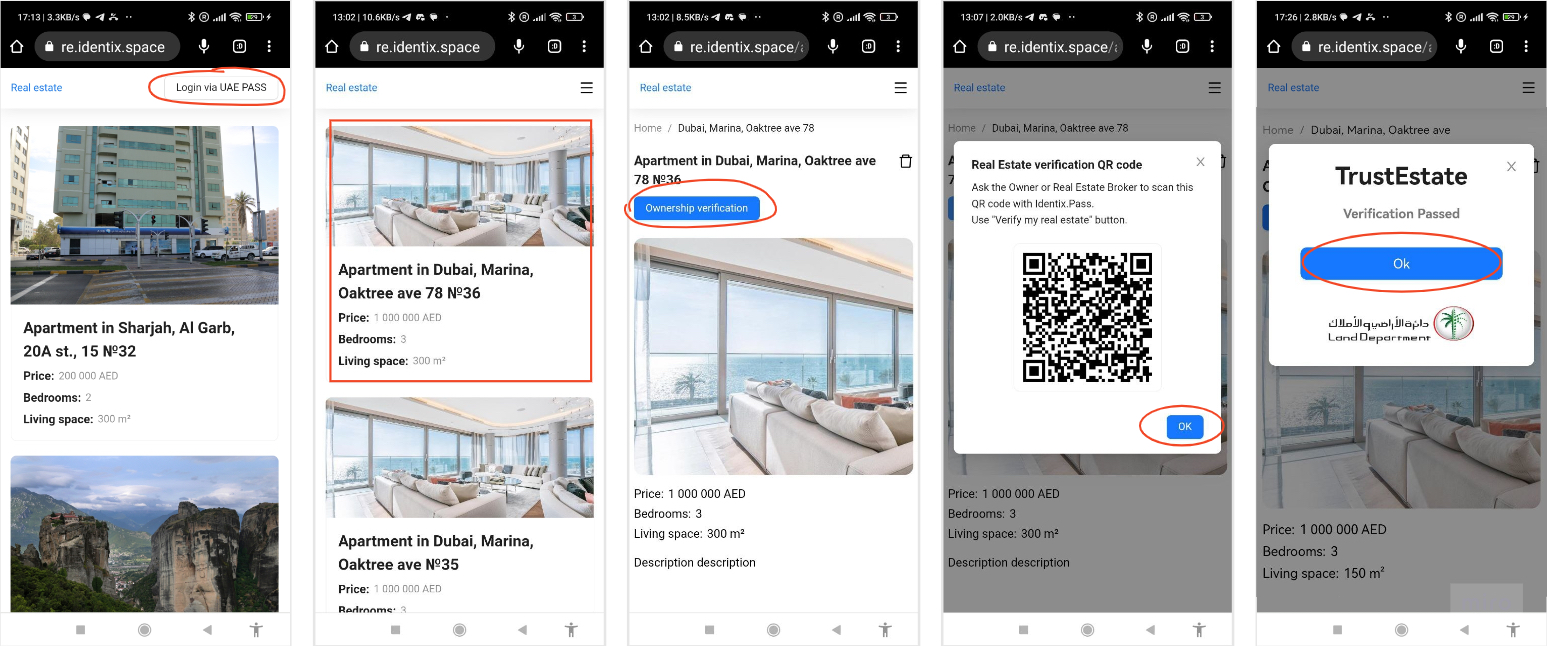 17:13 | 3.3KB/s
re.identix.space
:D
Real estate
Login via UAE PASS
Apartment in Sharjah, Al Garb,
20A st., 15 №32
Price: 200 000 AED
Bedrooms: 2
Living space: 300 m²
13:02 | 10.6KB/s
3
re.identix.space
:D
Real estate
Apartment in Dubai, Marina,
Oaktree ave 78 №36
Price: 1 000 000 AED
Bedrooms: 3
Living space: 300 m²
Apartment in Dubai, Marina,
Oaktree ave №35
Price: 1 000 000 AED
Bedrooms: 3
13:02 | 8.5KB/s
3
re.identix.space/
:D
Real estate
Home / Dubai, Marina, Oaktree ave 78
Apartment in Dubai, Marina, Oaktree ave
78 №36
Ownership verification
Price: 1 000 000 AED
Bedrooms: 3
Living space: 300 m²
Description description
13:07 | 2.0KB/s
3
re.identix.space/
:D
Real estate
Home / Dubai, Marina, Oaktree ave 78
Real Estate verification QR code
Ask the Owner or Real Estate Broker to scan this
QR code with Identix.Pass.
Use "Verify my real estate" button.
OK
Price: 1 000 000 AED
Bedrooms: 3
Living space: 300 m²
Description description
17:26 | 2.8KB/s
re.identix.space/
:D
Real estate
Home / Dubai, Marina, Oaktree ave
TrustEstate
Verification Passed
Ok
دائرة الأراضي والأملاك
Land Department
Price: 1 000 000 AED
Bedrooms: 3
Living space: 150 m²